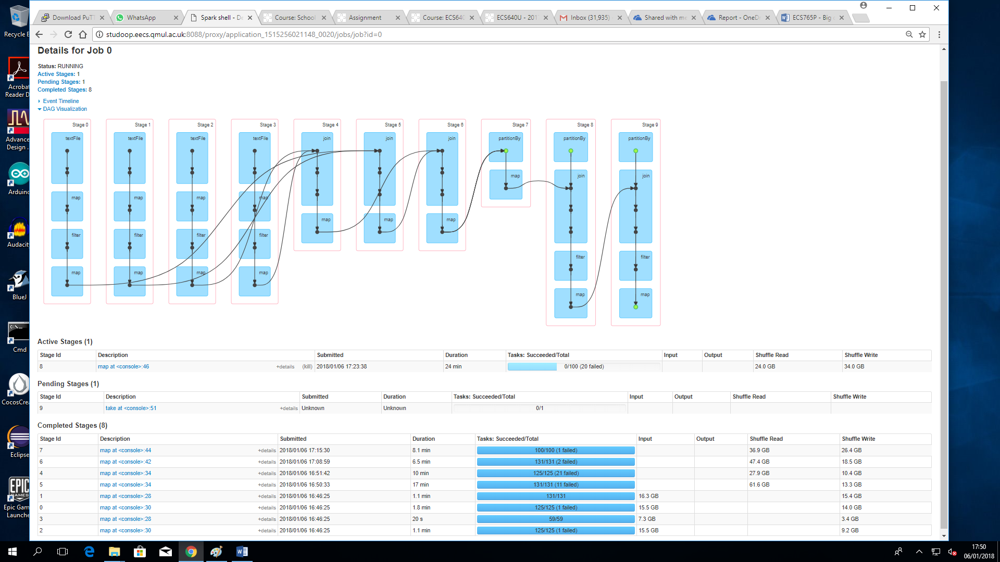 Download PuTT
WhatsApp
Spark shell - De
Course: School
Assignment
Course: ECS640
ECS640U - 201
Inbox (31,935)
Shared with me
Report - OneDr
ECS765P - Big
studoop.eecs.qmul.ac.uk:8088/proxy/application_1515256021148_0020/jobs/job?id=0
Recycle B
Acrobat
Reader D
Advance
Design ...
Arduino
Audacity
BlueJ
C:\_
Cmd
CocosCrea
Eclipse
EPIC
GAMES
Epic Gam
Launche
Details for Job 0
Status: RUNNING
Active Stages: 1
Pending Stages: 1
Completed Stages: 8
Event Timeline
DAG Visualization
Stage 0
textFile
map
filter
map
Stage 1
textFile
map
filter
map
Stage 2
textFile
map
filter
map
Stage 3
textFile
map
filter
map
Stage 4
join
map
Stage 5
join
map
Stage 6
join
map
Stage 7
partitionBy
map
Stage 8
partitionBy
join
filter
map
Stage 9
partitionBy
join
filter
map
Active Stages (1)
Stage Id Description Submitted Duration Tasks: Succeeded/Total Input Output Shuffle Read Shuffle Write
8 map at <console>:46 +details (kill) 2018/01/06 17:23:38 24 min 0/100 (20 failed) 24.0 GB 34.0 GB
Pending Stages (1)
Stage Id Description Submitted Duration Tasks: Succeeded/Total Input Output Shuffle Read Shuffle Write
9 take at <console>:51 +details Unknown Unknown 0/1
Completed Stages (8)
Stage Id Description Submitted Duration Tasks: Succeeded/Total Input Output Shuffle Read Shuffle Write
7 map at <console>:44 +details 2018/01/06 17:15:30 8.1 min 100/100 (1 failed) 36.9 GB 26.4 GB
6 map at <console>:42 +details 2018/01/06 17:08:59 6.5 min 131/131 (2 failed) 47.4 GB 18.5 GB
4 map at <console>:34 +details 2018/01/06 16:51:42 10 min 125/125 (21 failed) 27.9 GB 10.4 GB
5 map at <console>:34 +details 2018/01/06 16:50:33 17 min 131/131 (11 failed) 61.6 GB 13.3 GB
1 map at <console>:28 +details 2018/01/06 16:46:25 1.1 min 131/131 16.3 GB 15.4 GB
0 map at <console>:30 +details 2018/01/06 16:46:25 1.8 min 125/125 (1 failed) 15.5 GB 14.0 GB
3 map at <console>:28 +details 2018/01/06 16:46:25 20 s 59/59 7.3 GB 3.4 GB
2 map at <console>:30 +details 2018/01/06 16:46:25 1.1 min 125/125 (1 failed) 15.5 GB 9.2 GB
17:50
06/01/2018